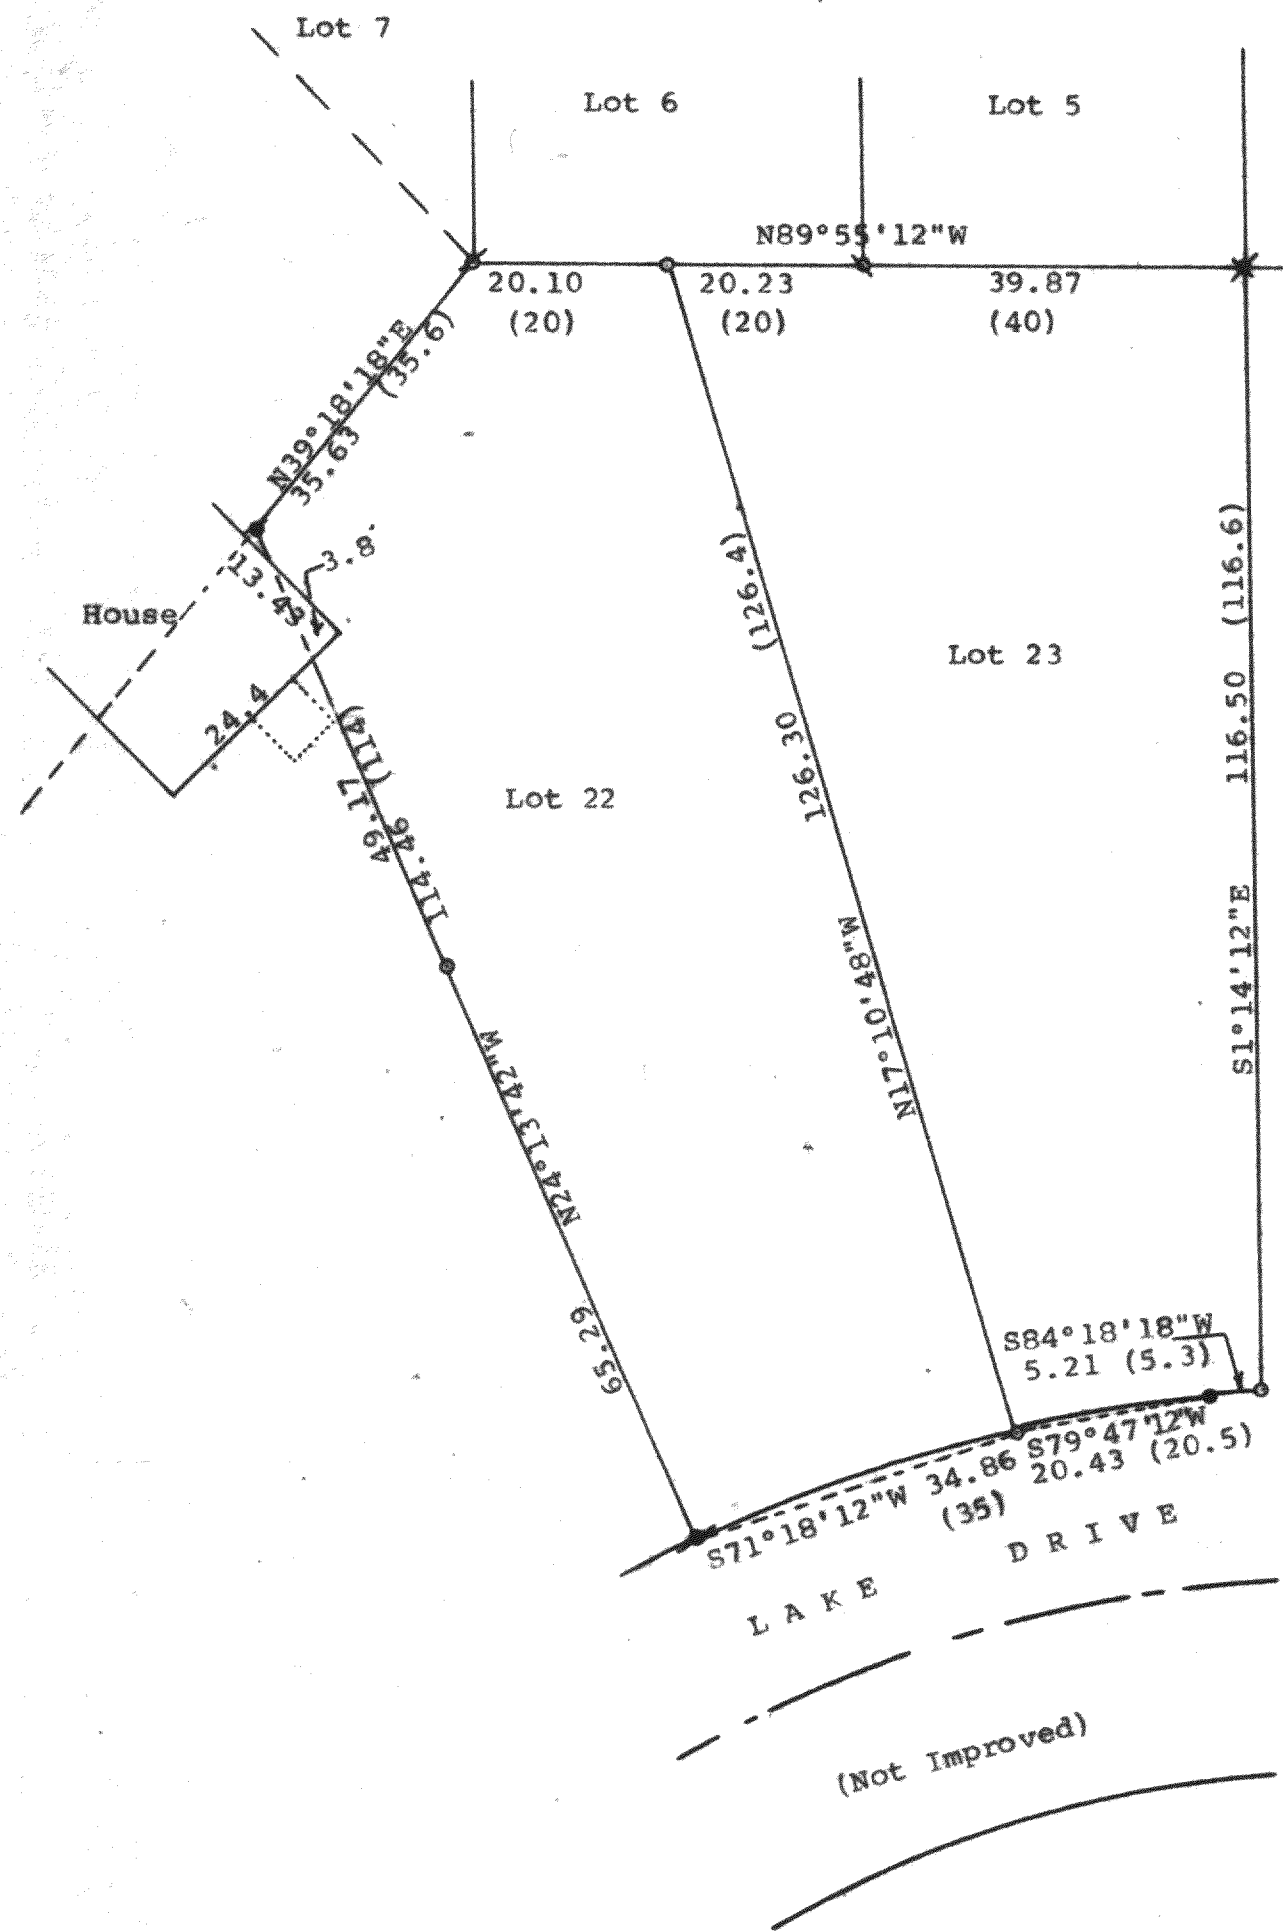 Lot 7
Lot 6
Lot 5
N89°55'12"W
20.10
(20)
20.23
(20)
39.87
(40)
N39°18'18"E
35.63
(35.6)
3.8'
13.43
House
24.4
(126.4)
126.30
N17°10'48"W
Lot 23
(116.6)
116.50
S1°14'12"E
Lot 22
(114)
114.46
49.17
N24°13'42"W
65.29
S84°18'18"W
5.21 (5.3)
S79°47'12"W
20.43 (20.5)
S71°18'12"W 34.86
(35)
LAKE DRIVE
(Not Improved)